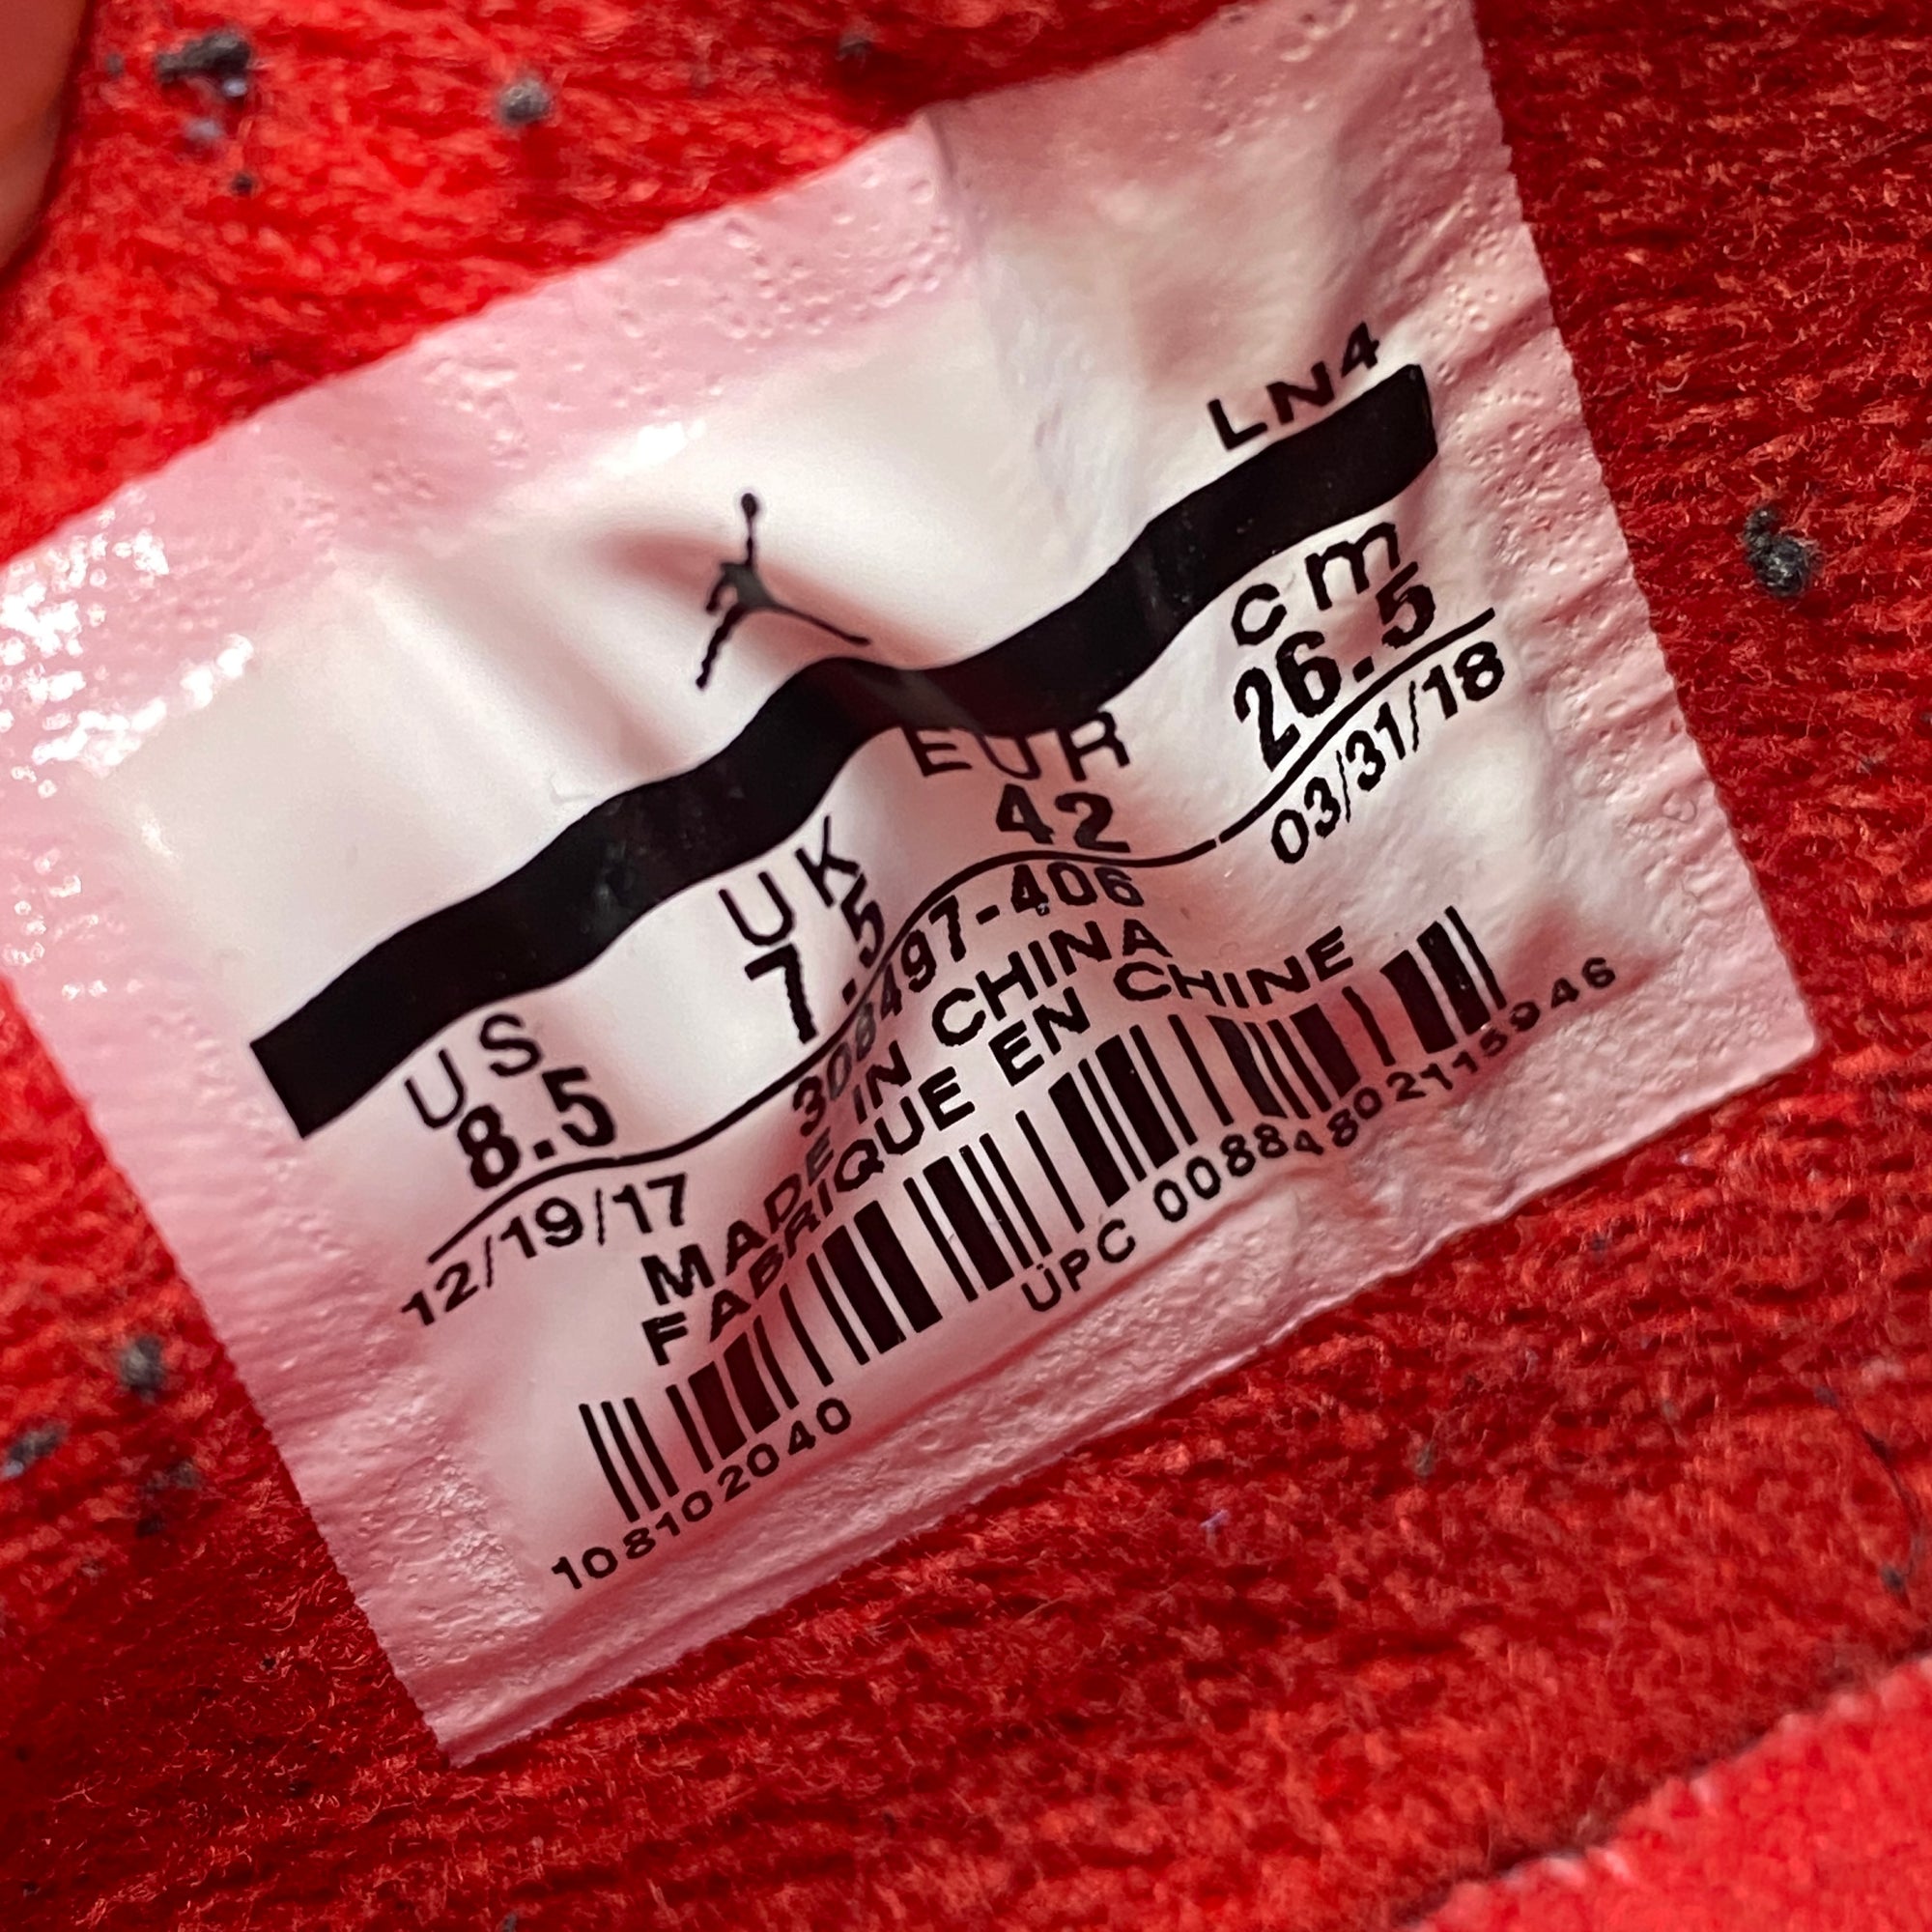 LN4
US UK EUR cm
8.5 7.5 42 26.5
12/19/17 308497-406 03/31/18
MADE IN CHINA
FABRIQUE EN CHINE
108102040 UPC 00884802115946